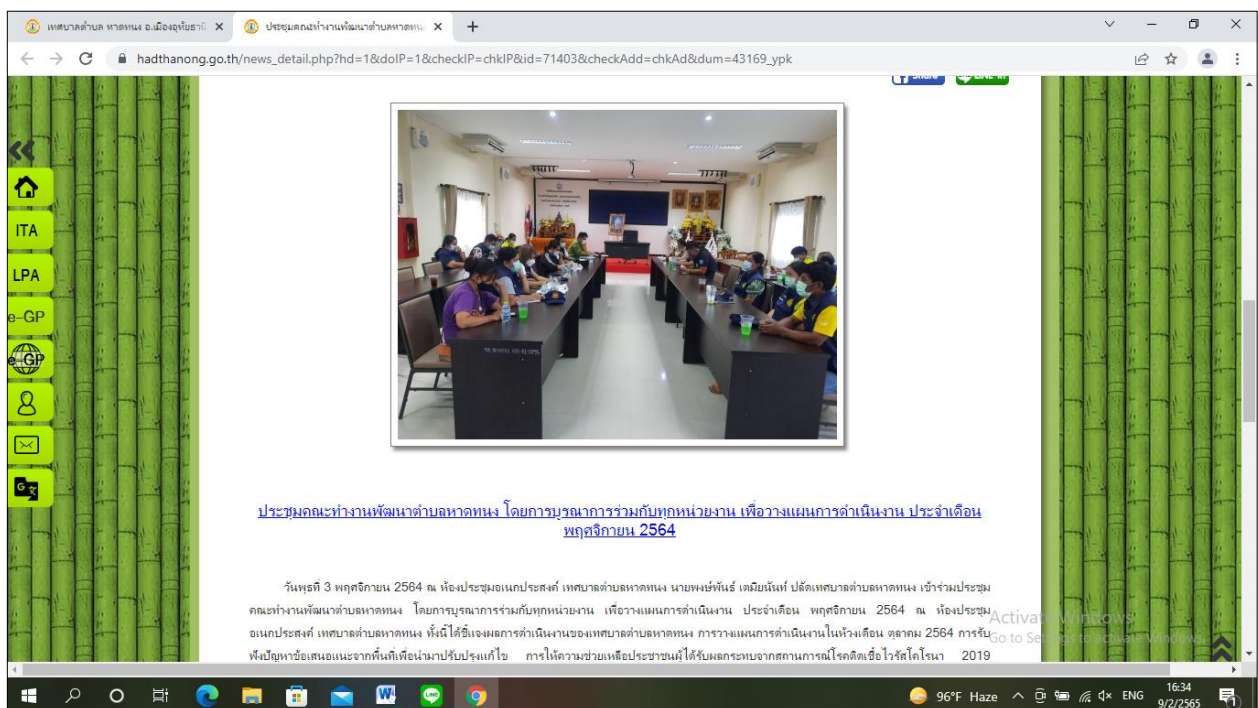 เทศบาลตำบล หาดทนง อ.เมืองอุทัยธานี
ประชุมคณะทำงานพัฒนาตำบลหาดทนง
hadthanong.go.th/news_detail.php?hd=1&doIP=1&checkIP=chkIP&id=71403&checkAdd=chkAd&dum=43169_ypk
Share
LINE it!
ITA
LPA
e-GP
e-GP
ประชุมคณะทำงานพัฒนาตำบลหาดทนง โดยการบูรณาการร่วมกับทุกหน่วยงาน เพื่อวางแผนการดำเนินงาน ประจำเดือน
พฤศจิกายน 2564
วันพุธที่ 3 พฤศจิกายน 2564 ณ ห้องประชุมอเนกประสงค์ เทศบาลตำบลหาดทนง นายพงษ์พันธ์ เตมียนันท์ ปลัดเทศบาลตำบลหาดทนง เข้าร่วมประชุม
คณะทำงานพัฒนาตำบลหาดทนง โดยการบูรณาการร่วมกับทุกหน่วยงาน เพื่อวางแผนการดำเนินงาน ประจำเดือน พฤศจิกายน 2564 ณ ห้องประชุม
อเนกประสงค์ เทศบาลตำบลหาดทนง ทั้งนี้ได้ชี้แจงผลการดำเนินงานของเทศบาลตำบลหาดทนง การวางแผนการดำเนินงานในห้วงเดือน ตุลาคม 2564 การรับ
ฟังปัญหาข้อเสนอแนะจากพื้นที่เพื่อนำมาปรับปรุงแก้ไข การให้ความช่วยเหลือประชาชนผู้ได้รับผลกระทบจากสถานการณ์โรคติดเชื้อไวรัสโคโรนา 2019
Activate Windows
Go to Settings to activate Windows.
96°F Haze
ENG
16:34
9/2/2565